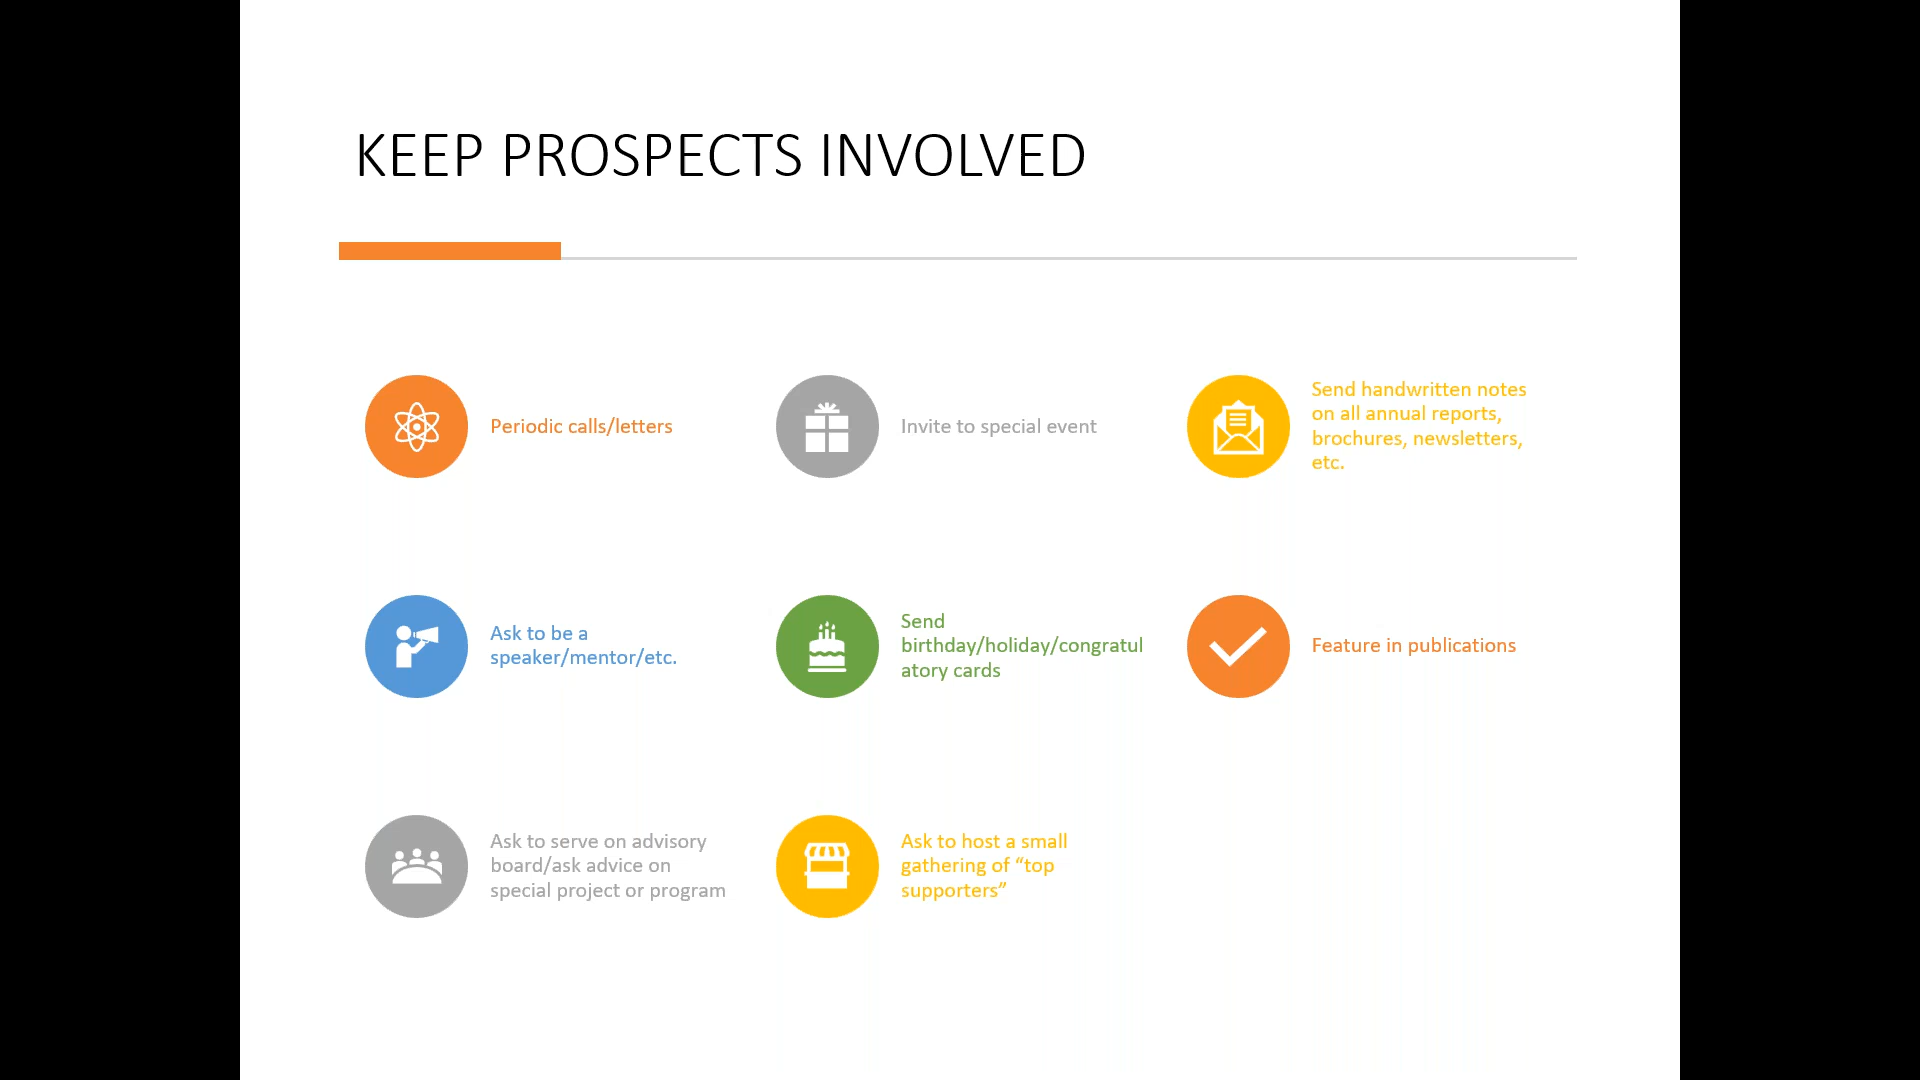 KEEP PROSPECTS INVOLVED
Periodic calls/letters
Invite to special event
Send handwritten notes
on all annual reports,
brochures, newsletters,
etc.
Ask to be a
speaker/mentor/etc.
Send
birthday/holiday/congratul
atory cards
Feature in publications
Ask to serve on advisory
board/ask advice on
special project or program
Ask to host a small
gathering of “top
supporters”